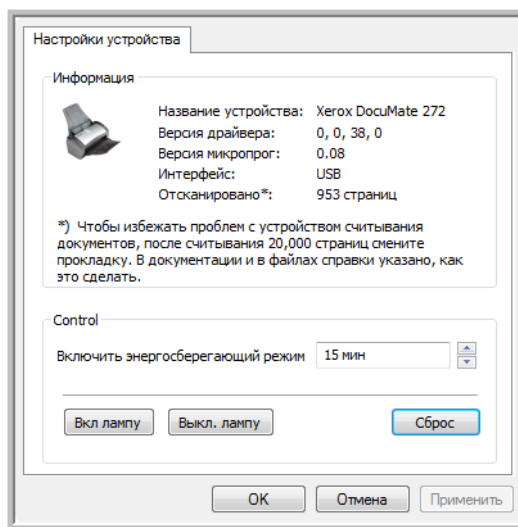 Настройки устройства
Информация
Название устройства: Xerox DocuMate 272
Версия драйвера: 0, 0, 38, 0
Версия микропрог: 0.08
Интерфейс: USB
Отсканировано*: 953 страниц
*) Чтобы избежать проблем с устройством считывания
документов, после считывания 20,000 страниц смените
прокладку. В документации и в файлах справки указано, как
это сделать.
Control
Включить энергосберегающий режим 15 мин
Вкл лампу Выкл. лампу Сброс
OK Отмена Применить